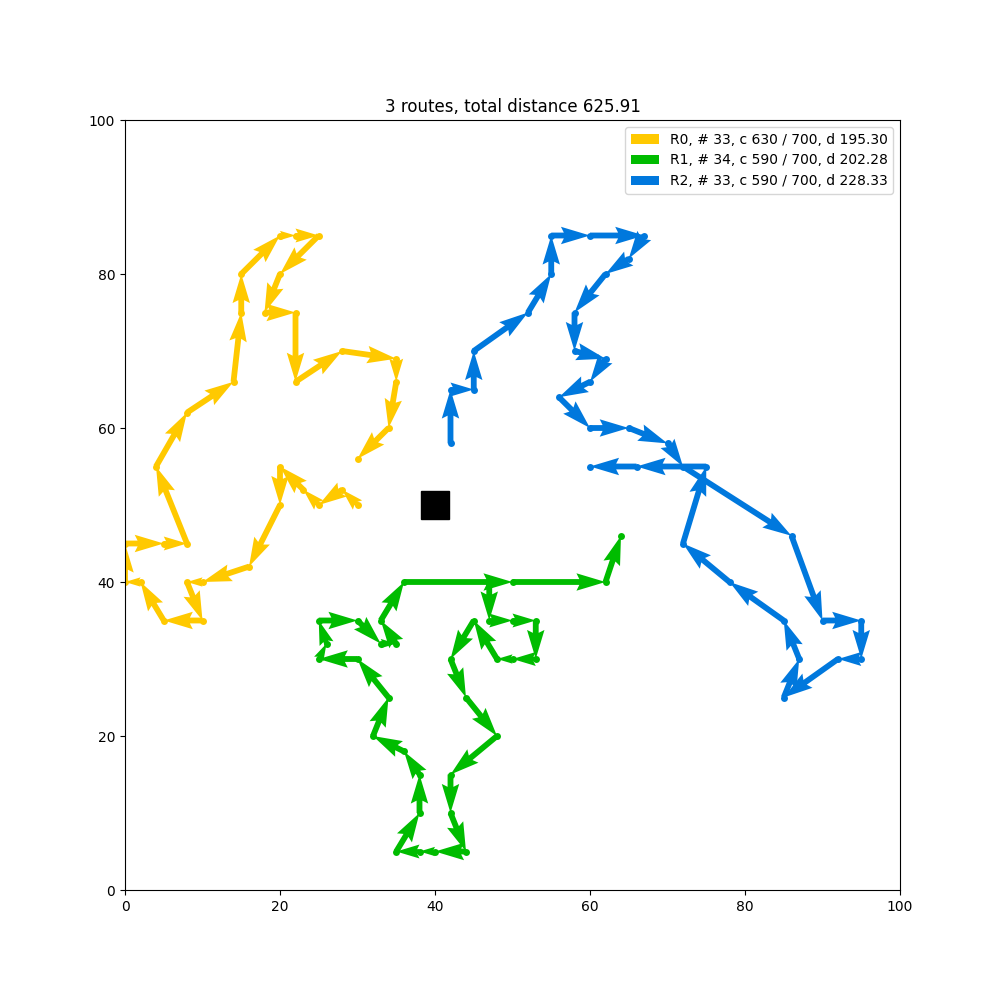 3 routes, total distance 625.91
R0, # 33, c 630 / 700, d 195.30
R1, # 34, c 590 / 700, d 202.28
R2, # 33, c 590 / 700, d 228.33
100
80
60
40
20
0
0 20 40 60 80 100